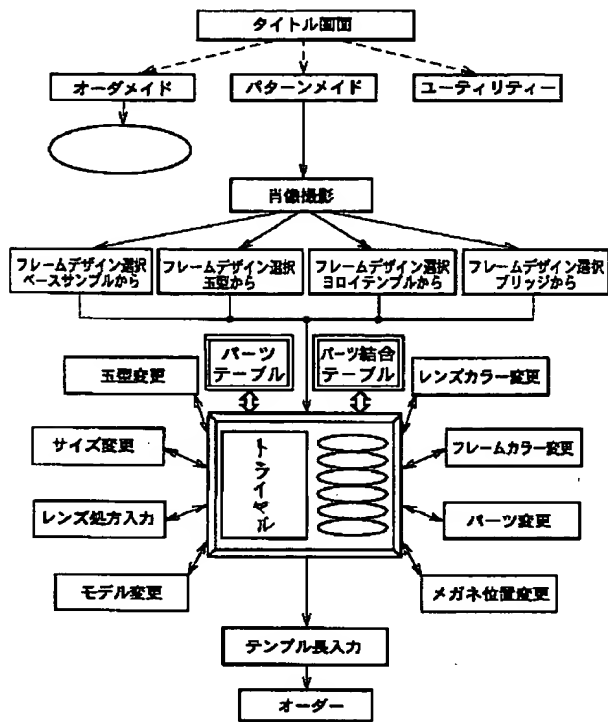 タイトル画面
オーダメイド
パターンメイド
ユーティリティー
肖像撮影
フレームデザイン選択
ベースサンプルから
フレームデザイン選択
玉型から
フレームデザイン選択
ヨロイテンプルから
フレームデザイン選択
ブリッジから
パーツ
テーブル
パーツ結合
テーブル
玉型変更
レンズカラー変更
サイズ変更
トライヤル
フレームカラー変更
レンズ処方入力
パーツ変更
モデル変更
メガネ位置変更
テンプル長入力
オーダー